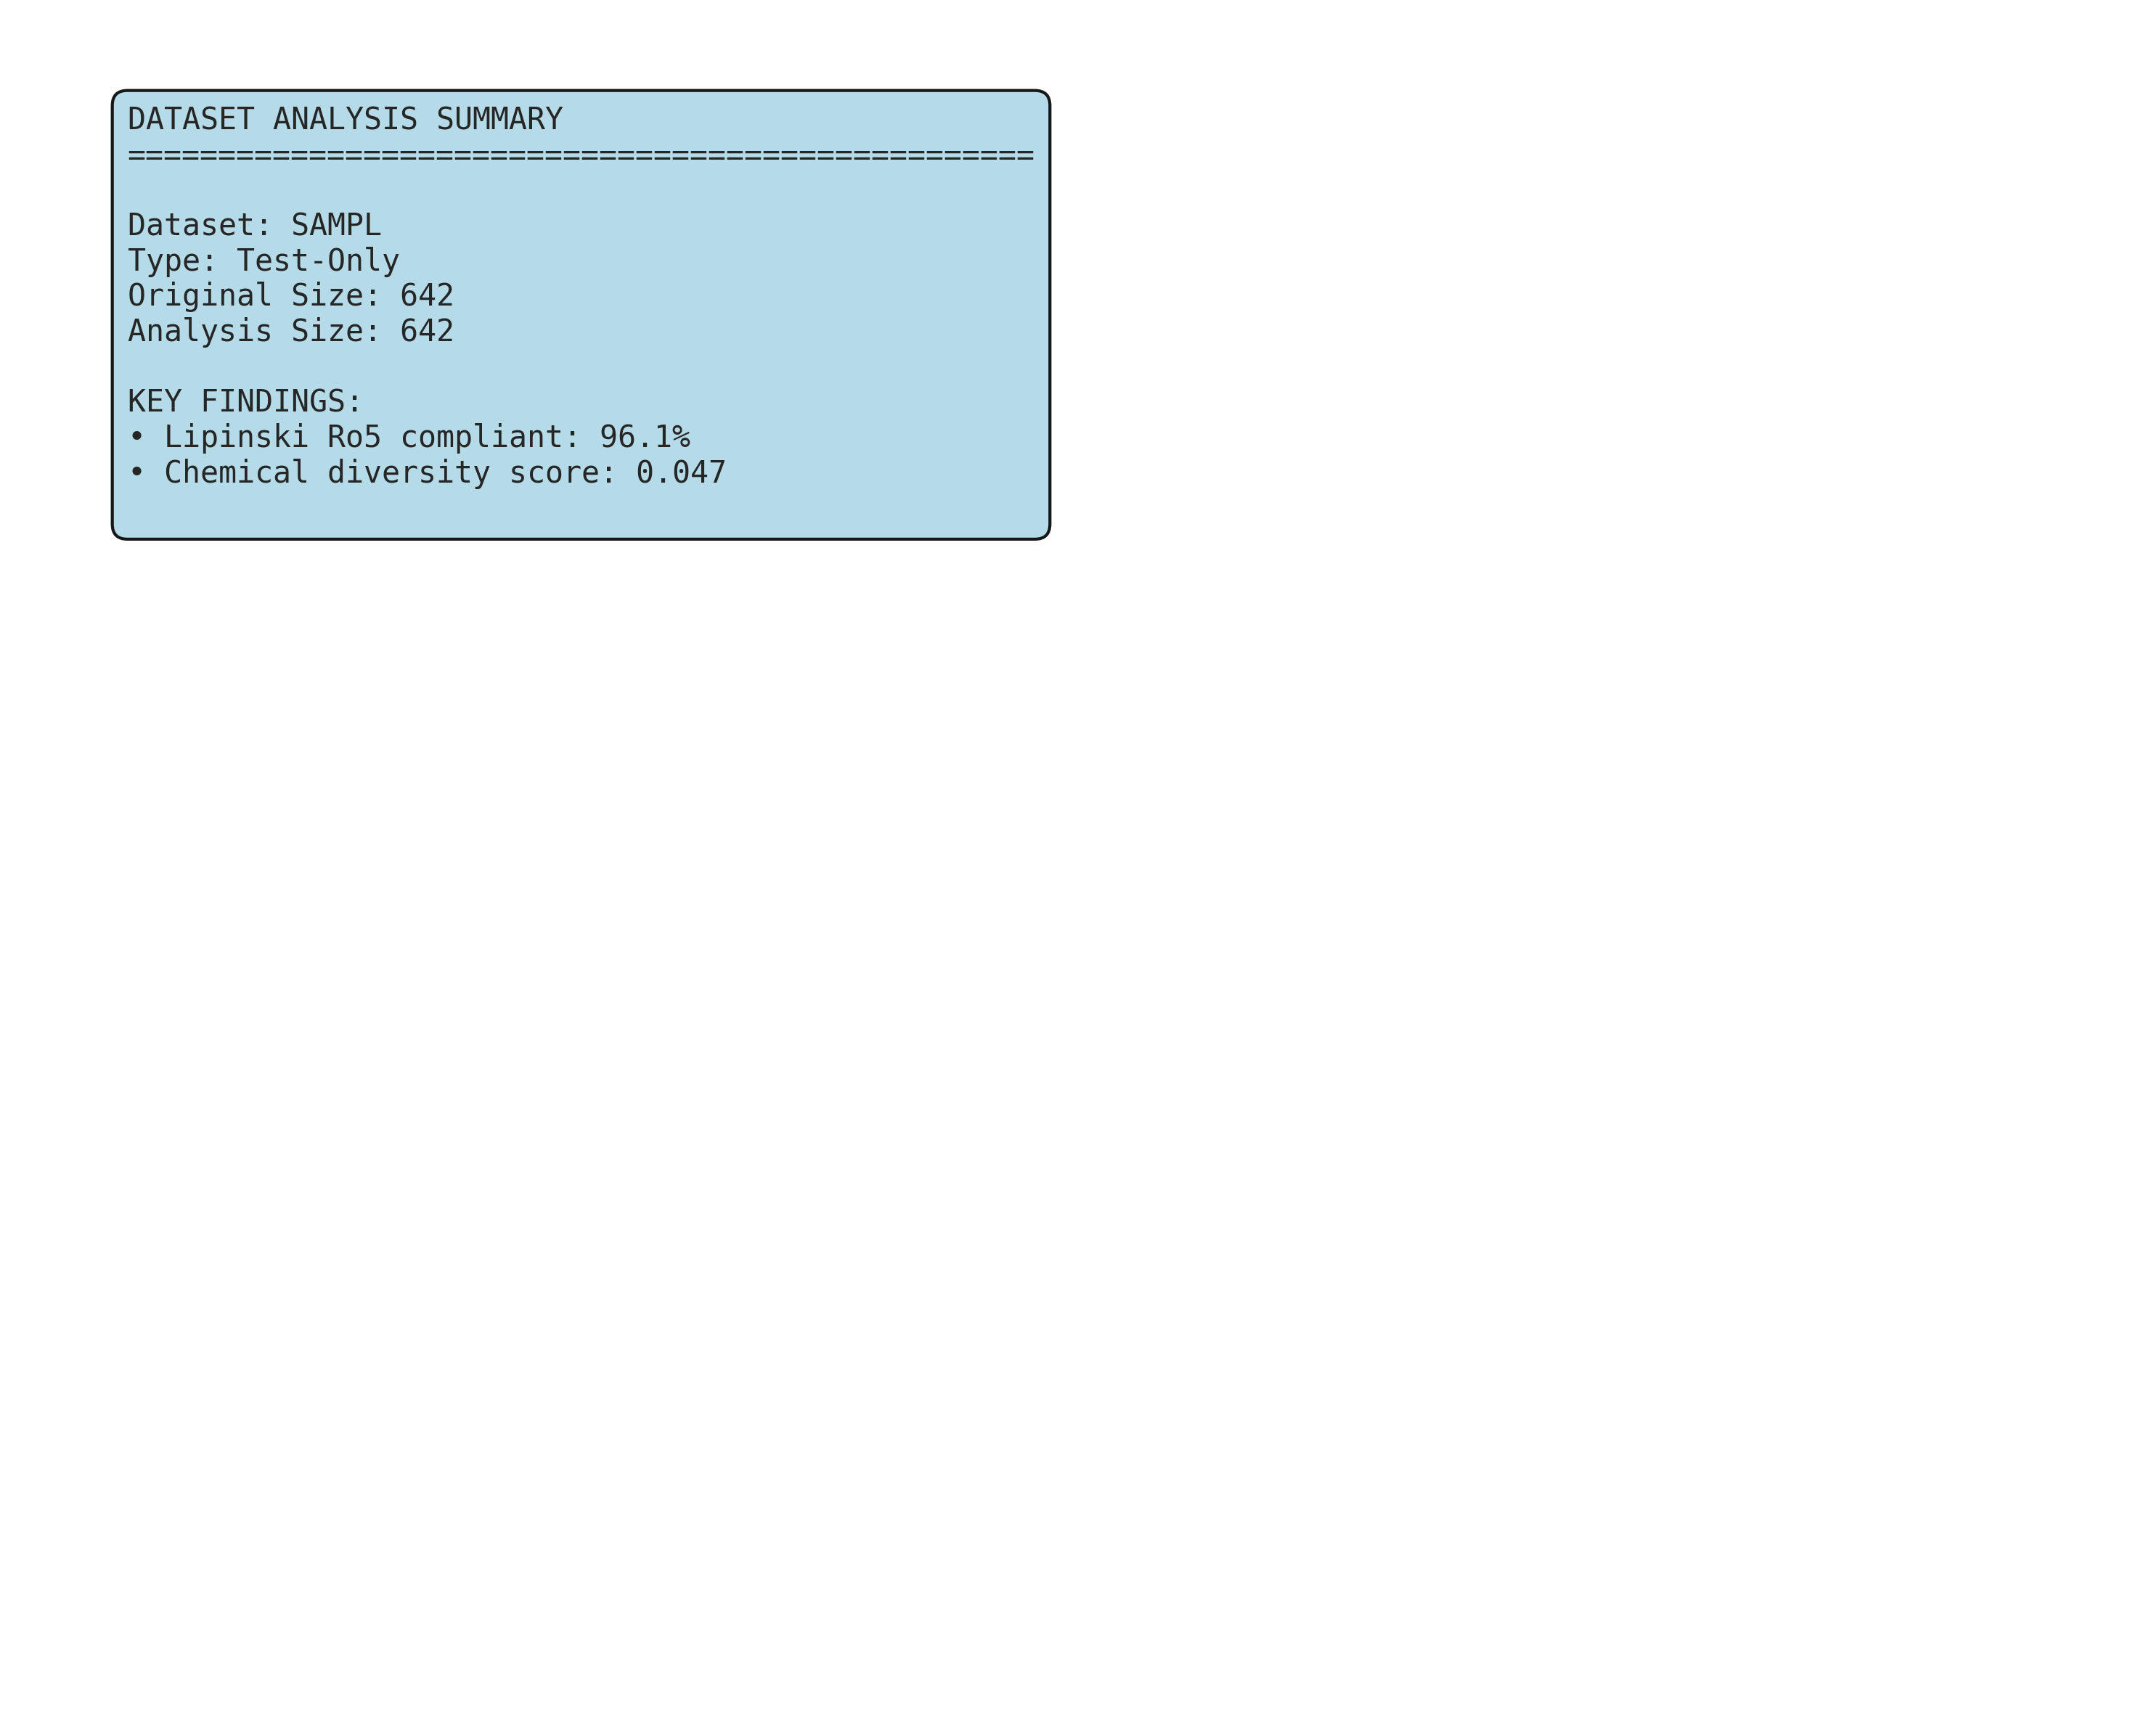 DATASET ANALYSIS SUMMARY
==================================================
Dataset: SAMPL
Type: Test-Only
Original Size: 642
Analysis Size: 642
KEY FINDINGS:
• Lipinski Ro5 compliant: 96.1%
• Chemical diversity score: 0.047